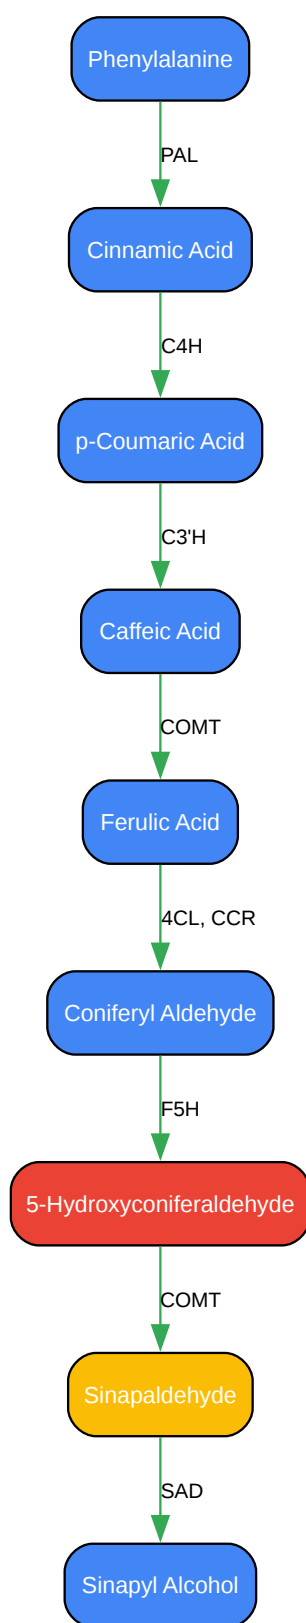 Phenylalanine
PAL
Cinnamic Acid
C4H
p-Coumaric Acid
C3'H
Caffeic Acid
COMT
Ferulic Acid
4CL, CCR
Coniferyl Aldehyde
F5H
5-Hydroxyconiferaldehyde
COMT
Sinapaldehyde
SAD
Sinapyl Alcohol